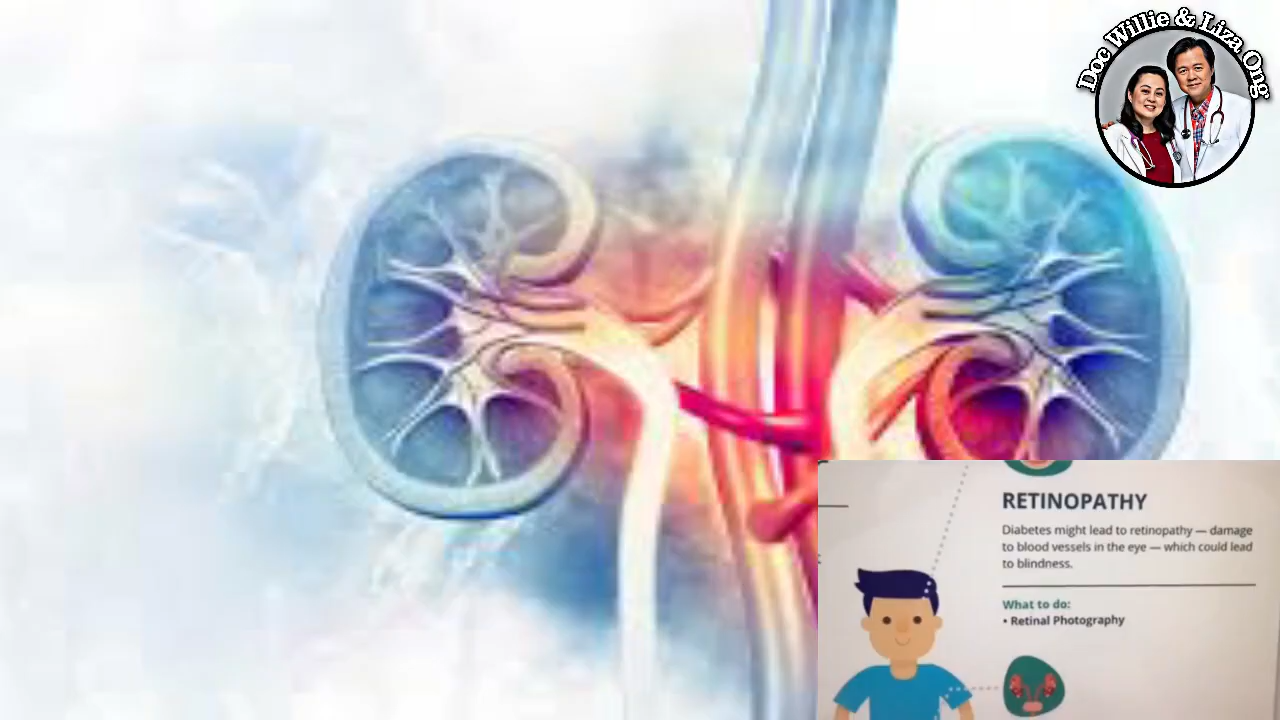 Doc Willie & Liza Ong
RETINOPATHY
Diabetes might lead to retinopathy — damage
to blood vessels in the eye — which could lead
to blindness.
What to do:
• Retinal Photography